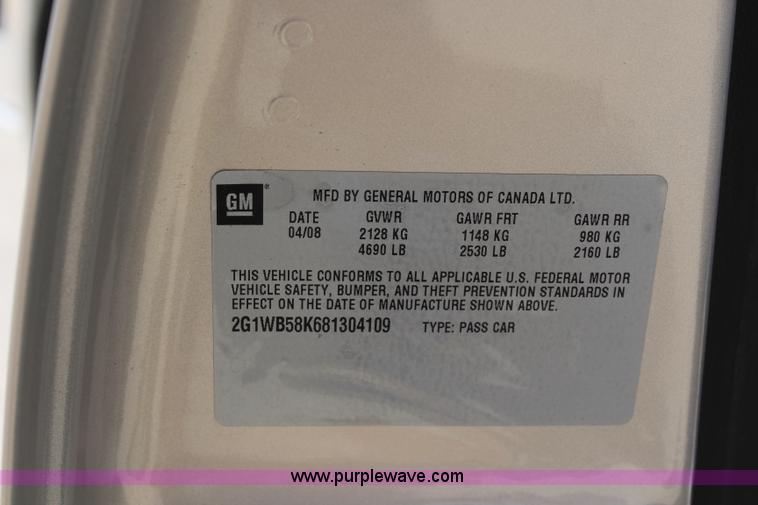 GM MFD BY GENERAL MOTORS OF CANADA LTD.
DATE GVWR GAWR FRT GAWR RR
04/08 2128 KG 1148 KG 980 KG
4690 LB 2530 LB 2160 LB
THIS VEHICLE CONFORMS TO ALL APPLICABLE U.S. FEDERAL MOTOR
VEHICLE SAFETY, BUMPER, AND THEFT PREVENTION STANDARDS IN
EFFECT ON THE DATE OF MANUFACTURE SHOWN ABOVE.
2G1WB58K681304109 TYPE: PASS CAR
www.purplewave.com